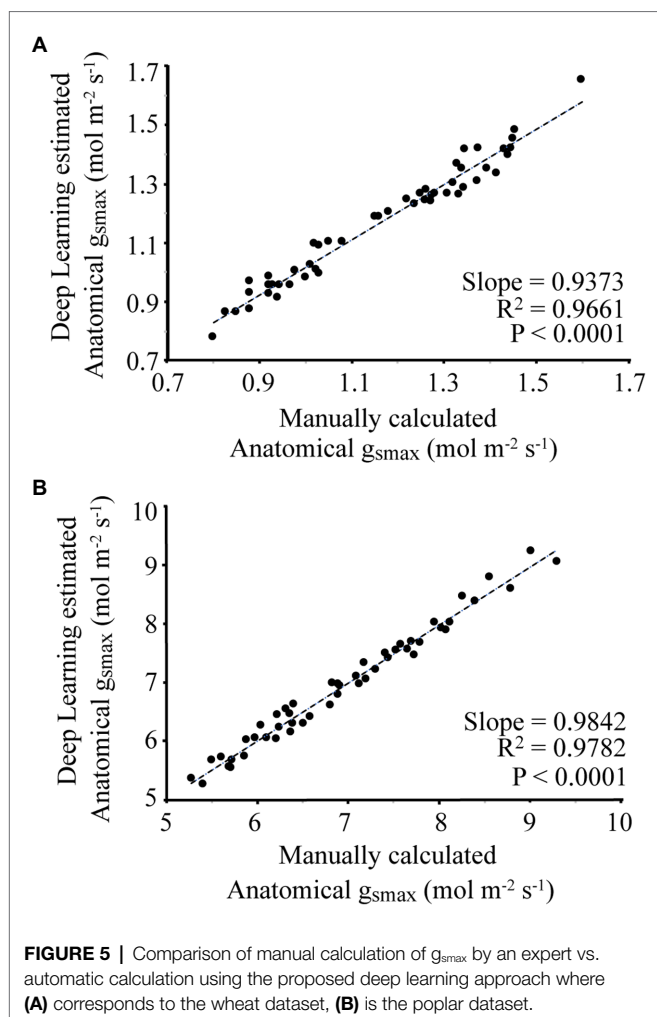 A
Deep Learning estimated
Anatomical gsmax (mol m-2 s-1)
1.7
1.5
1.3
1.1
0.9
0.7
Slope = 0.9373
R2 = 0.9661
P < 0.0001
0.7 0.9 1.1 1.3 1.5 1.7
Manually calculated
Anatomical gsmax (mol m-2 s-1)
B
Deep Learning estimated
Anatomical gsmax (mol m-2 s-1)
10
9
8
7
6
5
Slope = 0.9842
R2 = 0.9782
P < 0.0001
5 6 7 8 9 10
Manually calculated
Anatomical gsmax (mol m-2 s-1)
FIGURE 5 | Comparison of manual calculation of gsmax by an expert vs.
automatic calculation using the proposed deep learning approach where
(A) corresponds to the wheat dataset, (B) is the poplar dataset.